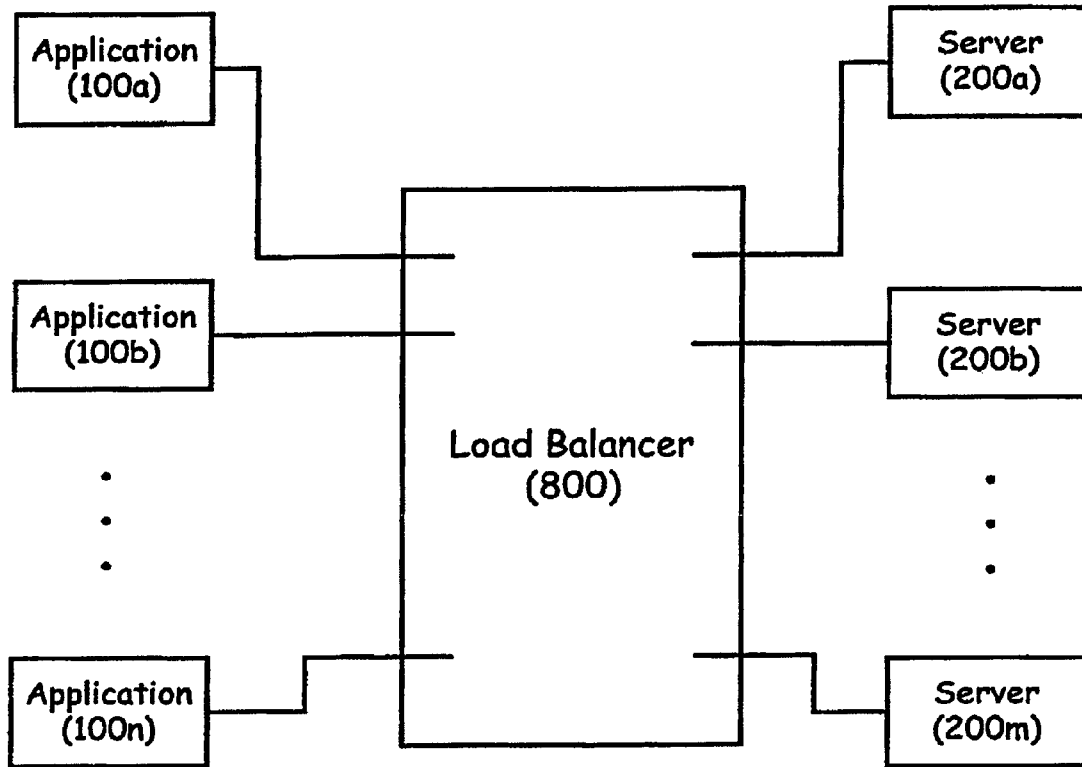 Application
(100a)
Server
(200a)
Application
(100b)
Server
(200b)
Load Balancer
(800)
Application
(100n)
Server
(200m)